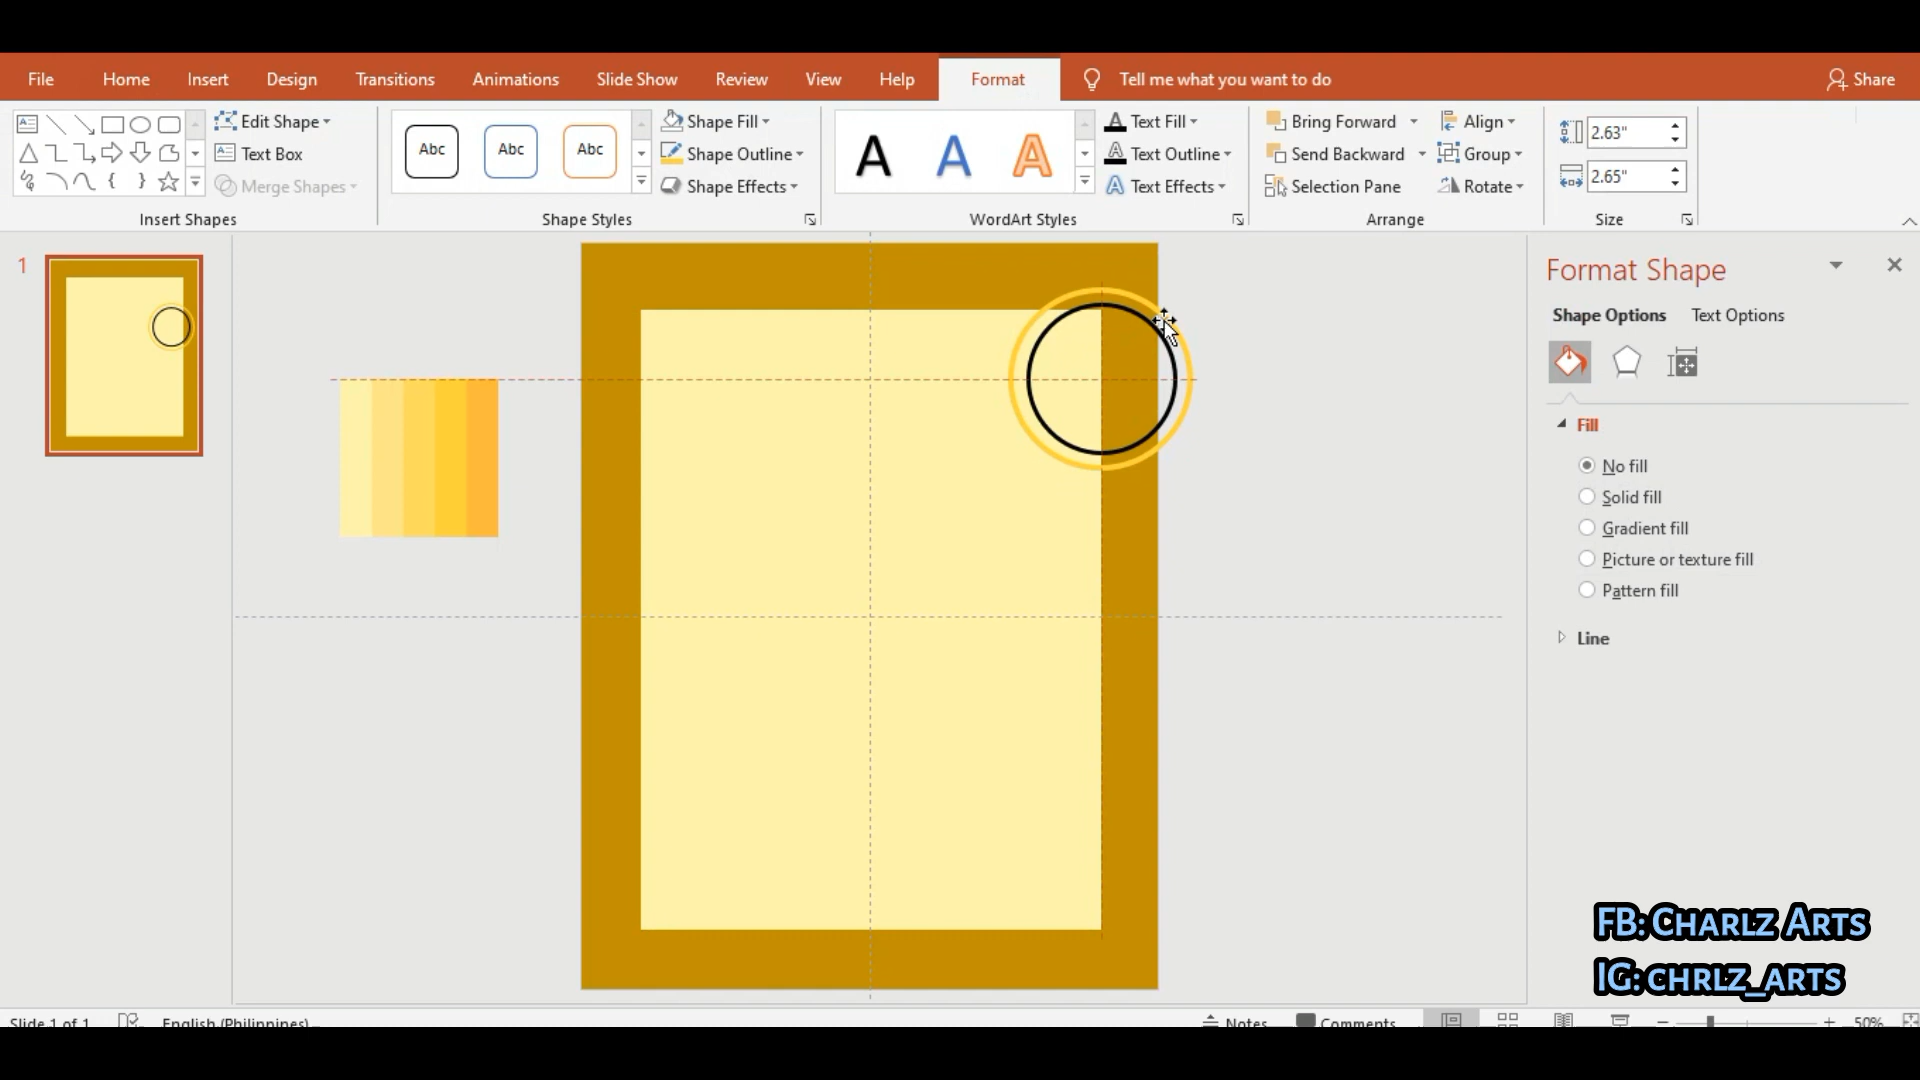 File Home Insert Design Transitions Animations Slide Show Review View Help Format Tell me what you want to do Share
Edit Shape
Text Box
Merge Shapes
Insert Shapes
Abc Abc Abc
Shape Fill
Shape Outline
Shape Effects
Shape Styles
A A A
Text Fill
Text Outline
Text Effects
WordArt Styles
Bring Forward
Send Backward
Selection Pane
Align
Group
Rotate
Arrange
2.63"
2.65"
Size
1
Format Shape
Shape Options Text Options
Fill
No fill
Solid fill
Gradient fill
Picture or texture fill
Pattern fill
Line
FB: Charlz Arts
IG: chrlz_arts
Slide 1 of 1 English (Philippines) Notes Comments 50%